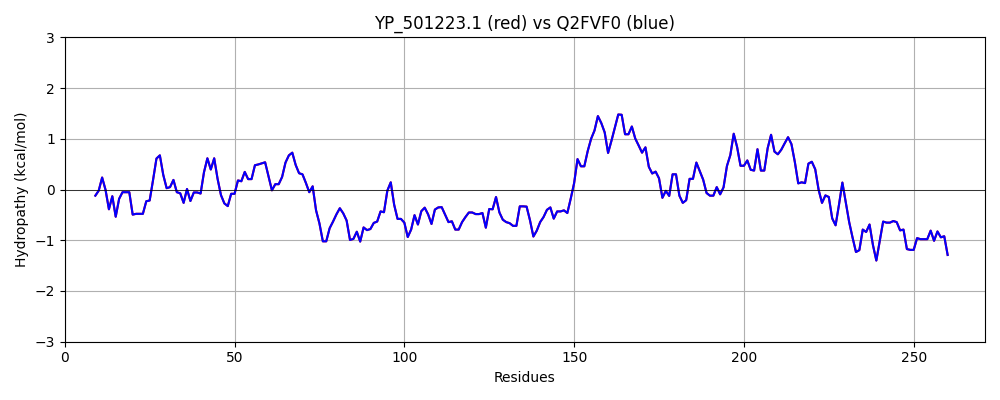 YP_501223.1 (red) vs Q2FVF0 (blue)
Hydropathy (kcal/mol)
3
2
1
0
−1
−2
−3
0 50 100 150 200 250
Residues